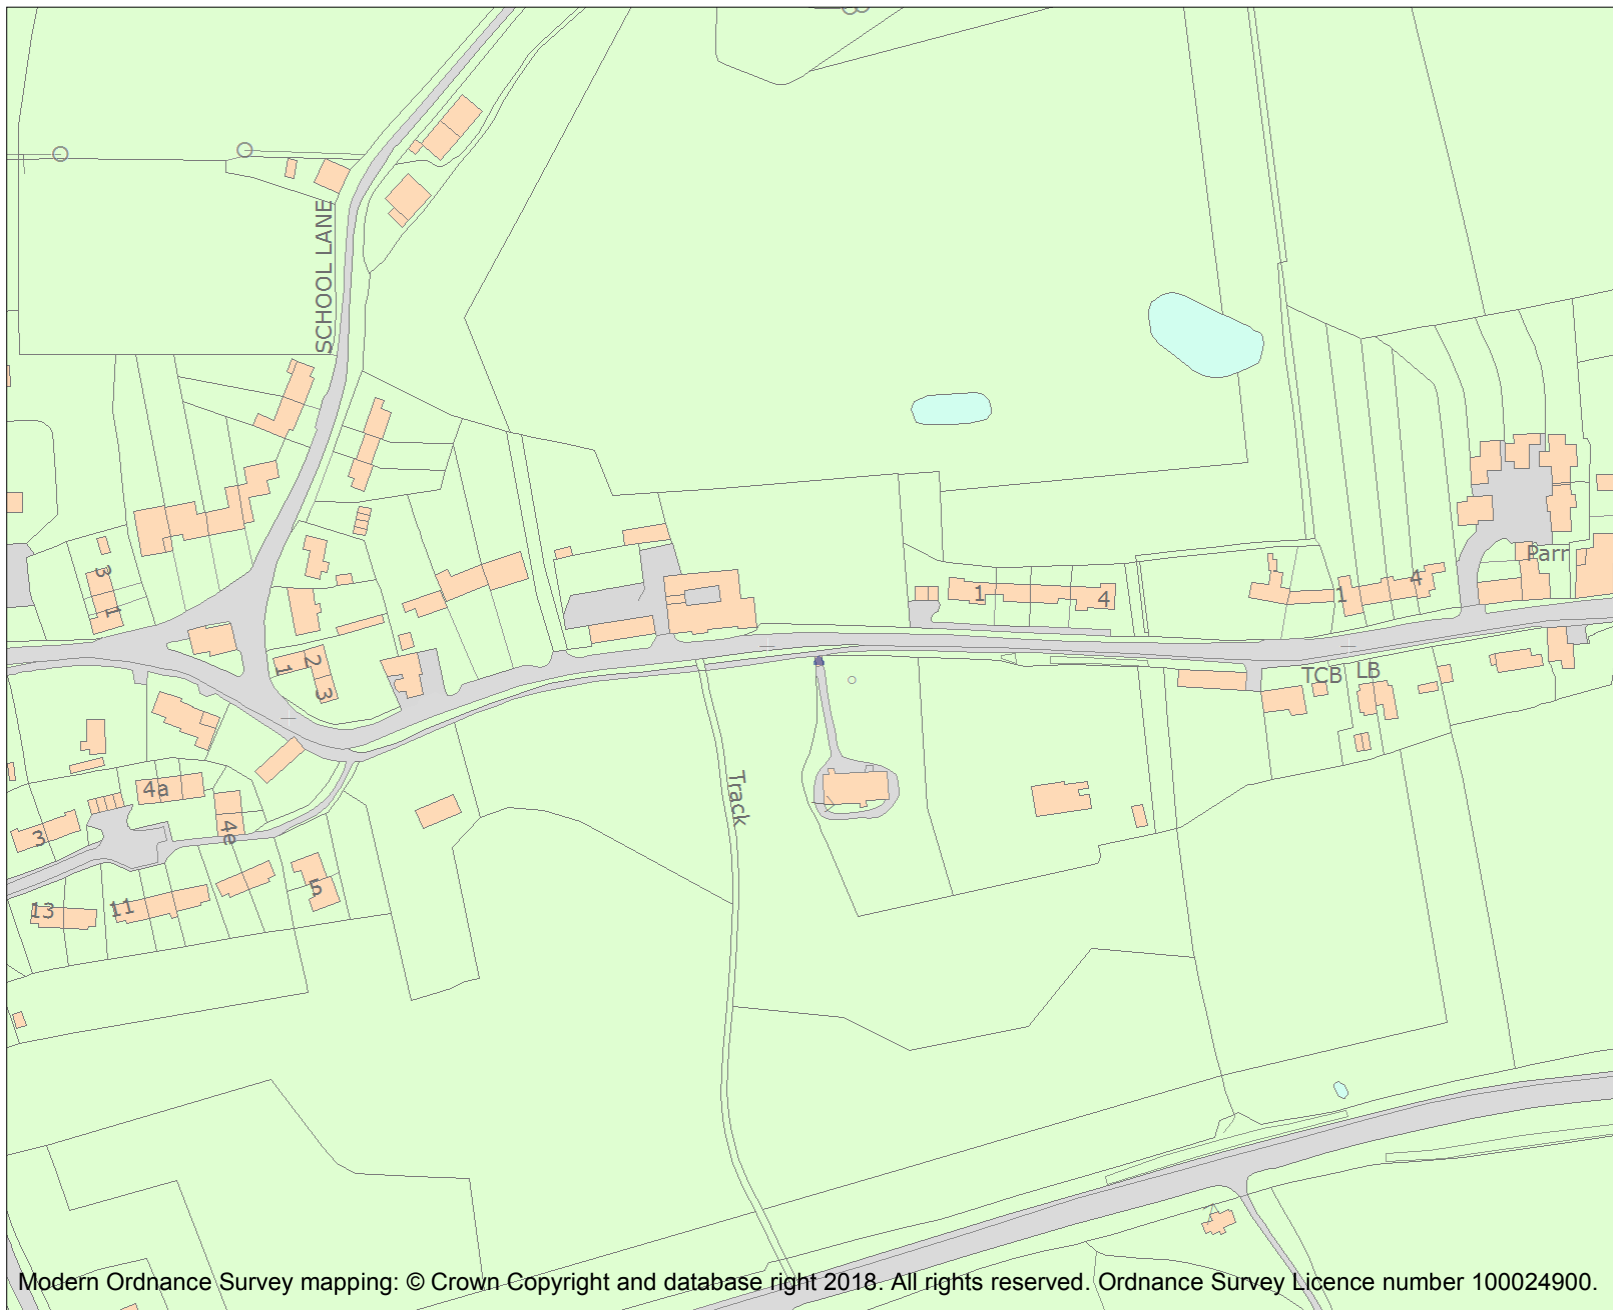 SCHOOL LANE
3
1
1
2
3
1
4
1
4
Parr
TCB
LB
Track
4a
3
4e
5
13
11
Modern Ordnance Survey mapping: © Crown Copyright and database right 2018. All rights reserved. Ordnance Survey Licence number 100024900.